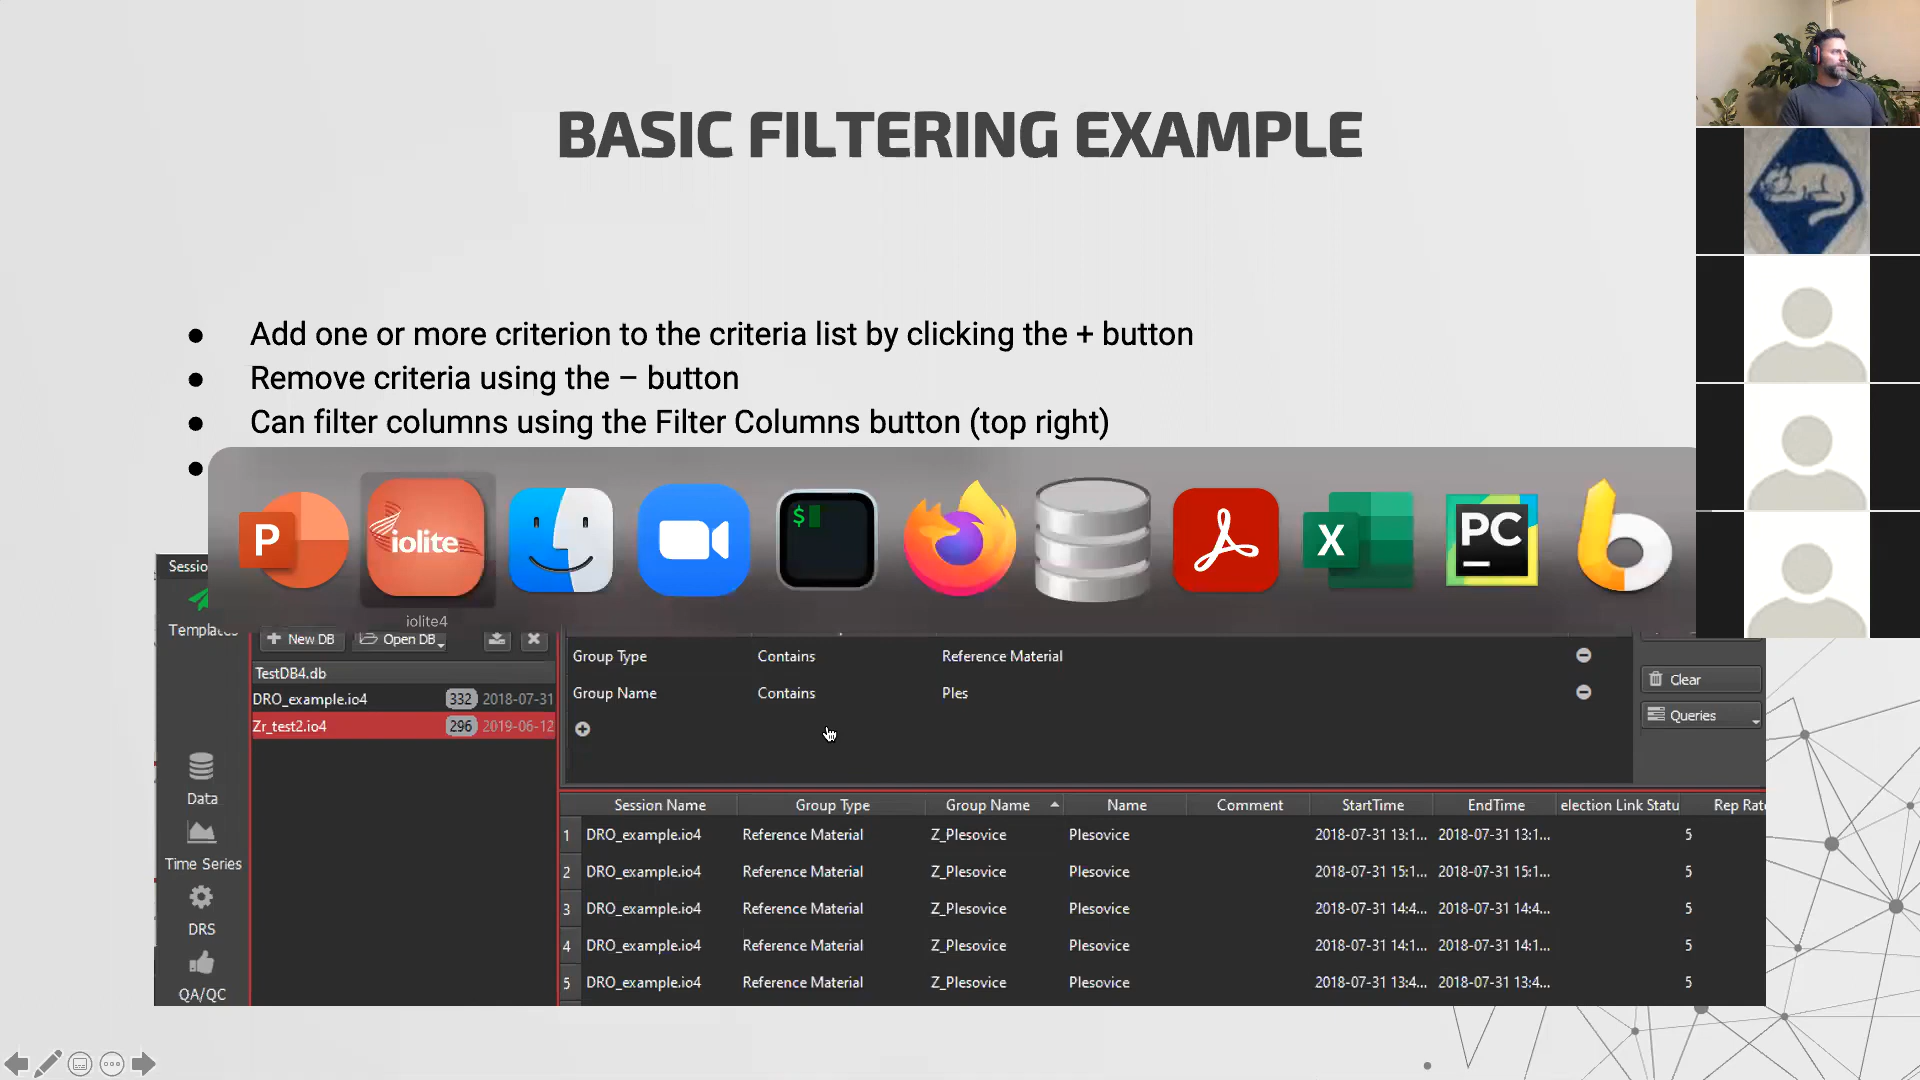 BASIC FILTERING EXAMPLE
● Add one or more criterion to the criteria list by clicking the + button
● Remove criteria using the – button
● Can filter columns using the Filter Columns button (top right)
●
P iolite $ X PC
iolite4
Sessio
Templates
New DB Open DB
TestDB4.db
DRO_example.io4 332 2018-07-31
Zr_test2.io4 296 2019-06-12
Group Type Contains Reference Material
Group Name Contains Ples
Clear
Queries
Data
Time Series
DRS
QA/QC
Session Name Group Type Group Name Name Comment StartTime EndTime election Link Statu Rep Rate
1 DRO_example.io4 Reference Material Z_Plesovice Plesovice 2018-07-31 13:1... 2018-07-31 13:1... 5
2 DRO_example.io4 Reference Material Z_Plesovice Plesovice 2018-07-31 15:1... 2018-07-31 15:1... 5
3 DRO_example.io4 Reference Material Z_Plesovice Plesovice 2018-07-31 14:4... 2018-07-31 14:4... 5
4 DRO_example.io4 Reference Material Z_Plesovice Plesovice 2018-07-31 14:1... 2018-07-31 14:1... 5
5 DRO_example.io4 Reference Material Z_Plesovice Plesovice 2018-07-31 13:4... 2018-07-31 13:4... 5